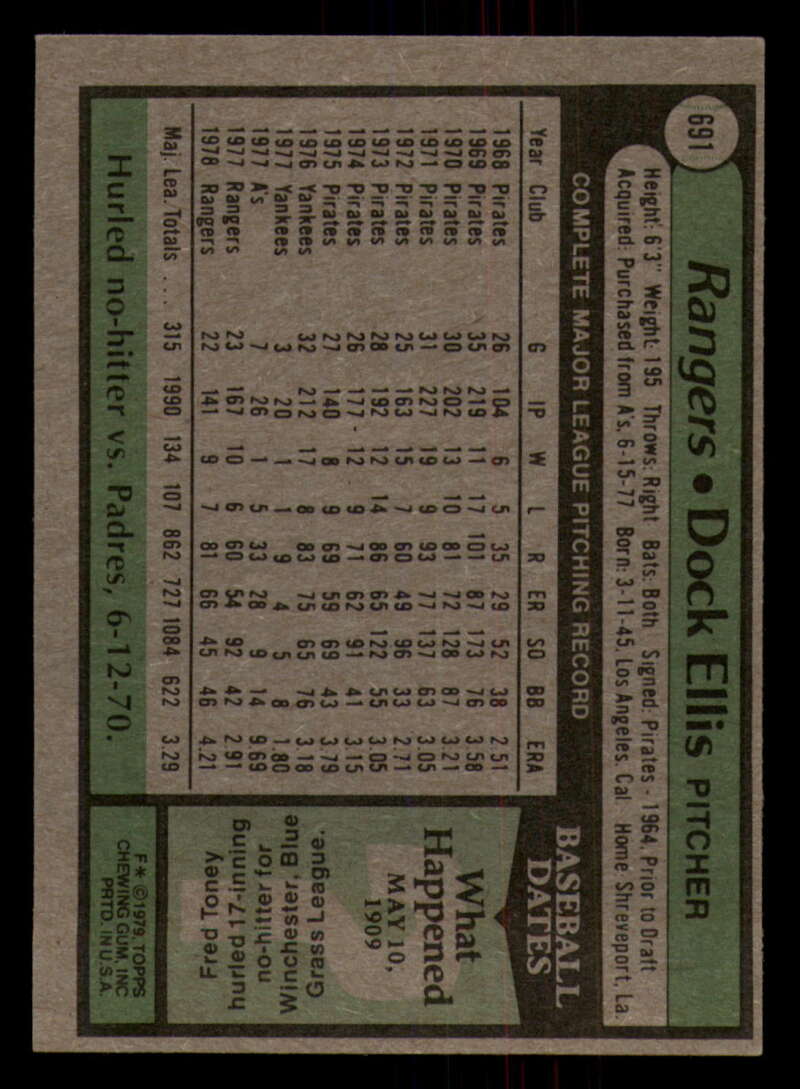 691
Rangers • Dock Ellis PITCHER
Height: 6'3" Weight: 195 Throws: Right Bats: Both Signed: Pirates - 1964, Prior to Draft
Acquired: Purchased from A's, 6-15-77 Born: 3-11-45, Los Angeles, Cal Home: Shreveport, La.
COMPLETE MAJOR LEAGUE PITCHING RECORD
Year Club G IP W L R ER SO BB ERA
1968 Pirates 26 104 6 5 35 29 52 38 2.51
1969 Pirates 35 219 11 17 101 87 173 76 3.58
1970 Pirates 30 202 13 10 81 72 128 87 3.21
1971 Pirates 31 227 19 9 93 77 137 63 3.05
1972 Pirates 25 163 15 7 60 49 96 33 2.71
1973 Pirates 28 192 12 14 86 65 122 55 3.05
1974 Pirates 26 177 12 9 71 62 91 41 3.15
1975 Pirates 27 140 8 9 69 59 69 43 3.79
1976 Yankees 32 212 17 8 83 75 65 76 3.18
1977 Yankees 3 20 1 1 9 4 5 8 1.80
1977 A's 7 26 1 5 33 28 9 14 9.69
1977 Rangers 23 167 10 6 60 54 92 42 2.91
1978 Rangers 22 141 9 7 81 66 45 46 4.21
Maj. Lea. Totals . . . 315 1990 134 107 862 727 1084 622 3.29
Hurled no-hitter vs. Padres, 6-12-70.
BASEBALL
DATES
What
Happened
MAY 10,
1909
Fred Toney
hurled 17-inning
no-hitter for
Winchester, Blue
Grass League.
F* ©1979, TOPPS
CHEWING GUM, INC
PRTD. IN U.S.A.